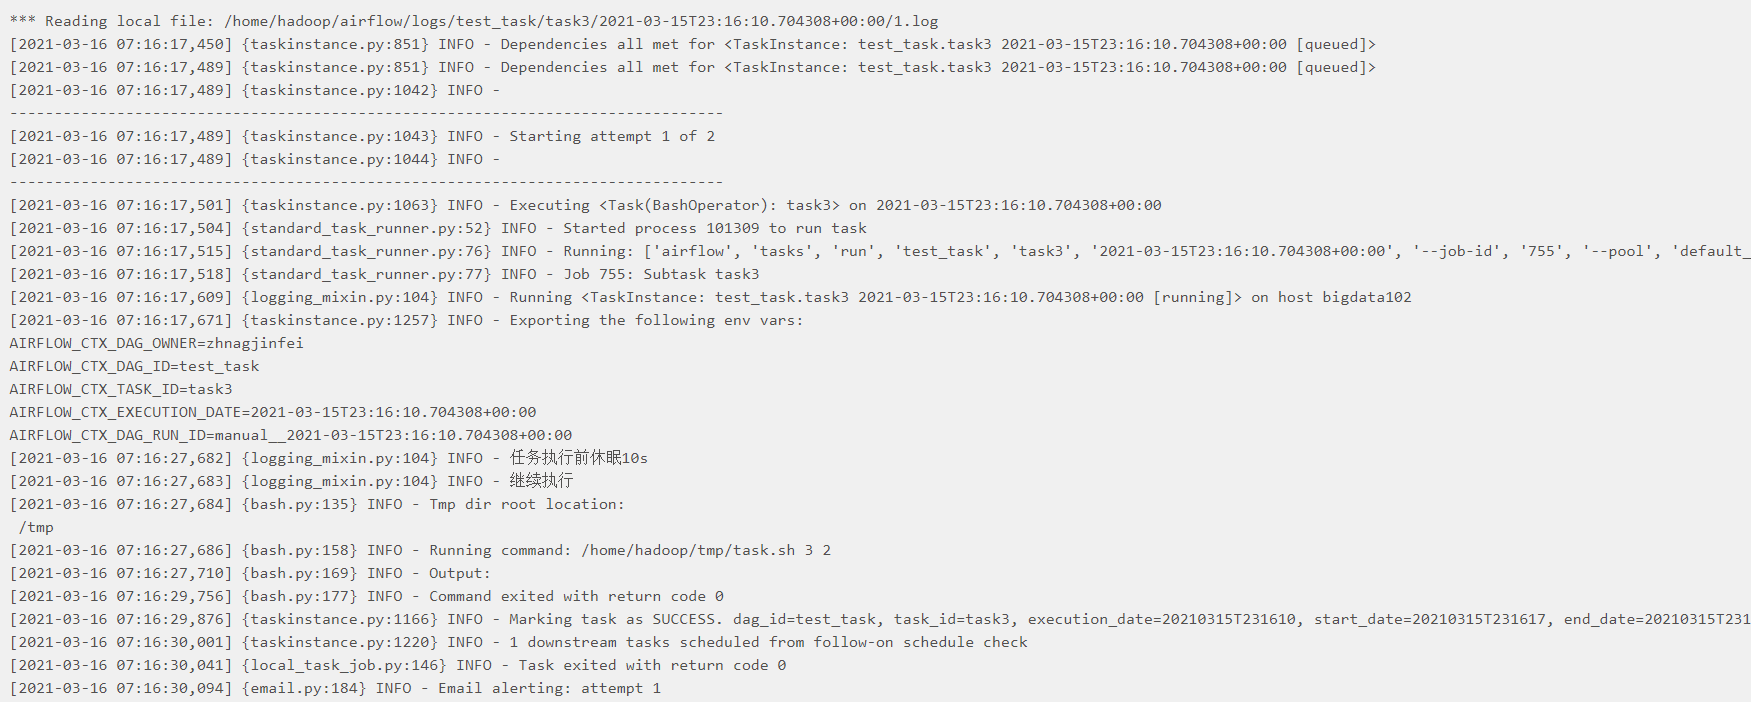 *** Reading local file: /home/hadoop/airflow/logs/test_task/task3/2021-03-15T23:16:10.704308+00:00/1.log
[2021-03-16 07:16:17,450] {taskinstance.py:851} INFO - Dependencies all met for <TaskInstance: test_task.task3 2021-03-15T23:16:10.704308+00:00 [queued]>
[2021-03-16 07:16:17,489] {taskinstance.py:851} INFO - Dependencies all met for <TaskInstance: test_task.task3 2021-03-15T23:16:10.704308+00:00 [queued]>
[2021-03-16 07:16:17,489] {taskinstance.py:1042} INFO -
--------------------------------------------------------------------------------
[2021-03-16 07:16:17,489] {taskinstance.py:1043} INFO - Starting attempt 1 of 2
[2021-03-16 07:16:17,489] {taskinstance.py:1044} INFO -
--------------------------------------------------------------------------------
[2021-03-16 07:16:17,501] {taskinstance.py:1063} INFO - Executing <Task(BashOperator): task3> on 2021-03-15T23:16:10.704308+00:00
[2021-03-16 07:16:17,504] {standard_task_runner.py:52} INFO - Started process 101309 to run task
[2021-03-16 07:16:17,515] {standard_task_runner.py:76} INFO - Running: ['airflow', 'tasks', 'run', 'test_task', 'task3', '2021-03-15T23:16:10.704308+00:00', '--job-id', '755', '--pool', 'default_
[2021-03-16 07:16:17,518] {standard_task_runner.py:77} INFO - Job 755: Subtask task3
[2021-03-16 07:16:17,609] {logging_mixin.py:104} INFO - Running <TaskInstance: test_task.task3 2021-03-15T23:16:10.704308+00:00 [running]> on host bigdata102
[2021-03-16 07:16:17,671] {taskinstance.py:1257} INFO - Exporting the following env vars:
AIRFLOW_CTX_DAG_OWNER=zhnagjinfei
AIRFLOW_CTX_DAG_ID=test_task
AIRFLOW_CTX_TASK_ID=task3
AIRFLOW_CTX_EXECUTION_DATE=2021-03-15T23:16:10.704308+00:00
AIRFLOW_CTX_DAG_RUN_ID=manual__2021-03-15T23:16:10.704308+00:00
[2021-03-16 07:16:27,682] {logging_mixin.py:104} INFO - 任务执行前休眠10s
[2021-03-16 07:16:27,683] {logging_mixin.py:104} INFO - 继续执行
[2021-03-16 07:16:27,684] {bash.py:135} INFO - Tmp dir root location:
 /tmp
[2021-03-16 07:16:27,686] {bash.py:158} INFO - Running command: /home/hadoop/tmp/task.sh 3 2
[2021-03-16 07:16:27,710] {bash.py:169} INFO - Output:
[2021-03-16 07:16:29,756] {bash.py:177} INFO - Command exited with return code 0
[2021-03-16 07:16:29,876] {taskinstance.py:1166} INFO - Marking task as SUCCESS. dag_id=test_task, task_id=task3, execution_date=20210315T231610, start_date=20210315T231617, end_date=20210315T231
[2021-03-16 07:16:30,001] {taskinstance.py:1220} INFO - 1 downstream tasks scheduled from follow-on schedule check
[2021-03-16 07:16:30,041] {local_task_job.py:146} INFO - Task exited with return code 0
[2021-03-16 07:16:30,094] {email.py:184} INFO - Email alerting: attempt 1